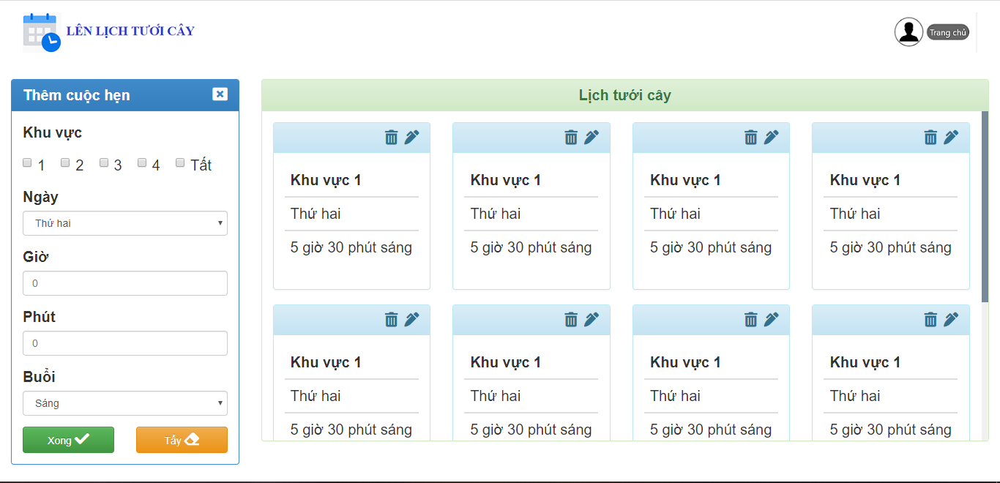 LÊN LỊCH TƯƠI CÂY
Trang chủ
Thêm cuộc hẹn
Khu vực
1 2 3 4 Tất
Ngày
Thứ hai
Giờ
0
Phút
0
Buổi
Sáng
Xong
Tẩy
Lịch tưới cây
Khu vực 1
Thứ hai
5 giờ 30 phút sáng
Khu vực 1
Thứ hai
5 giờ 30 phút sáng
Khu vực 1
Thứ hai
5 giờ 30 phút sáng
Khu vực 1
Thứ hai
5 giờ 30 phút sáng
Khu vực 1
Thứ hai
5 giờ 30 phút sáng
Khu vực 1
Thứ hai
5 giờ 30 phút sáng
Khu vực 1
Thứ hai
5 giờ 30 phút sáng
Khu vực 1
Thứ hai
5 giờ 30 phút sáng